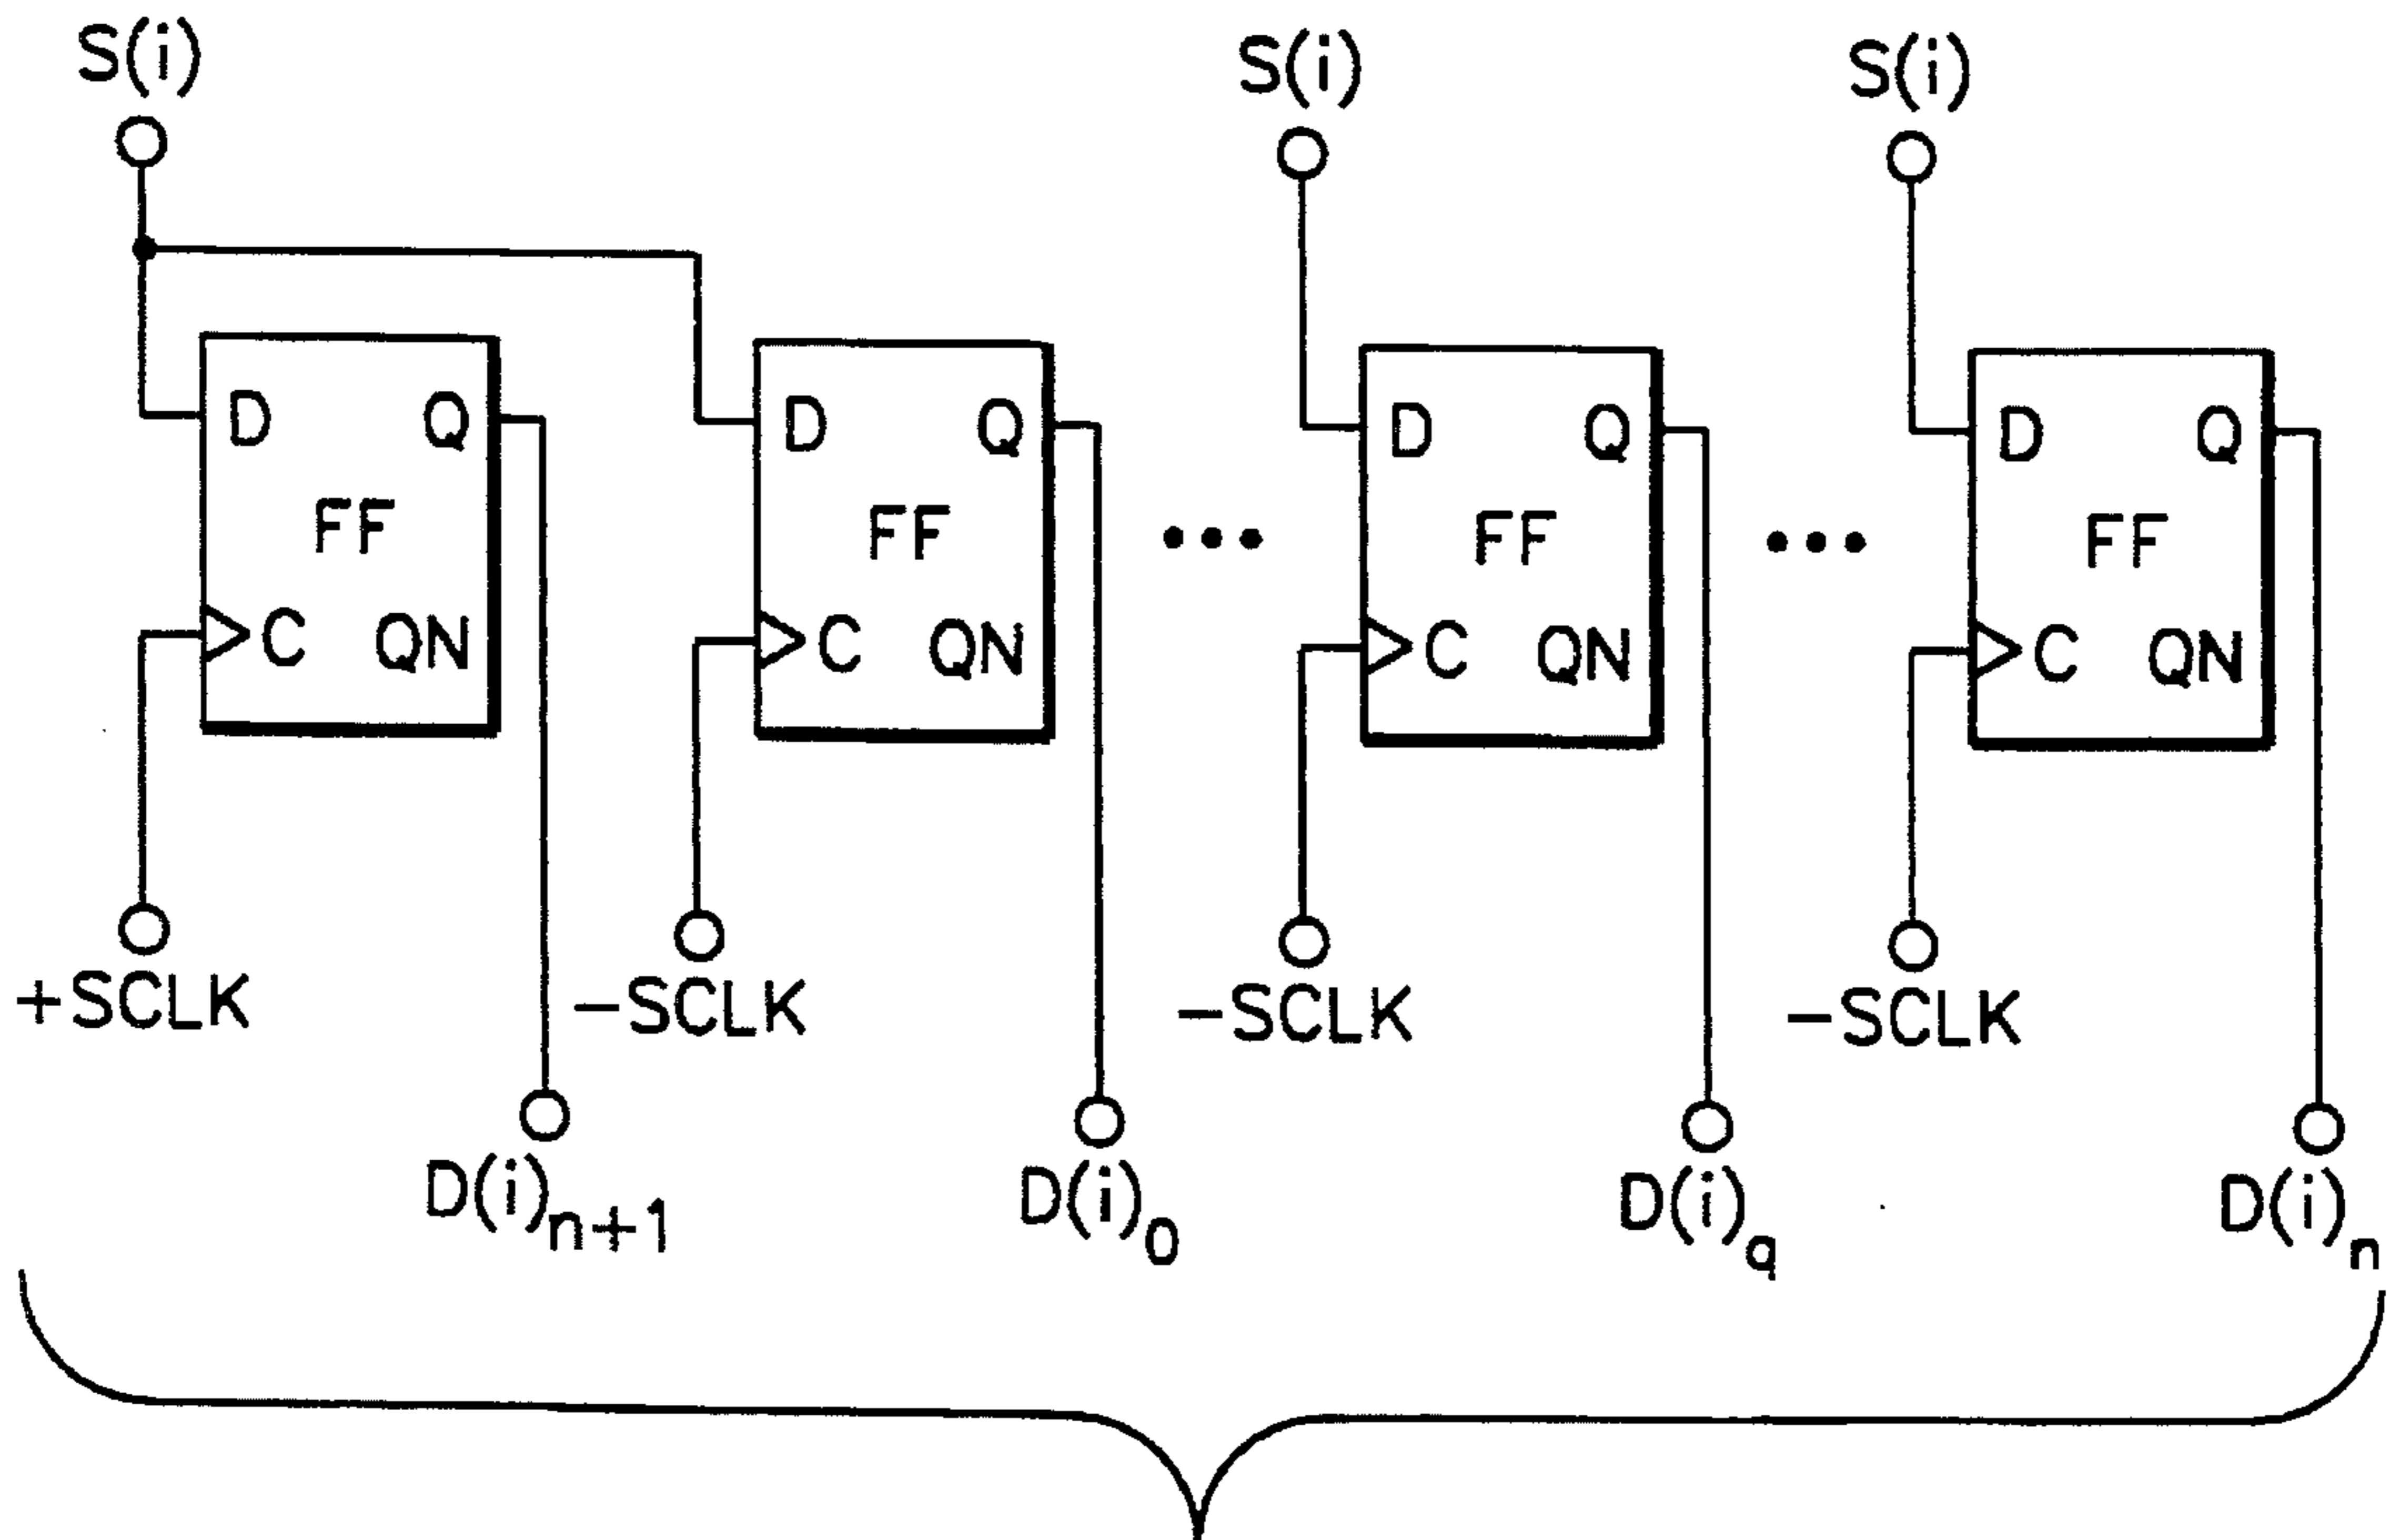 S(i) S(i) S(i)
D Q D Q D Q D Q
FF FF FF FF
C QN C QN C QN C QN
+SCLK -SCLK -SCLK -SCLK
D(i)n+1 D(i)0 D(i)q D(i)n